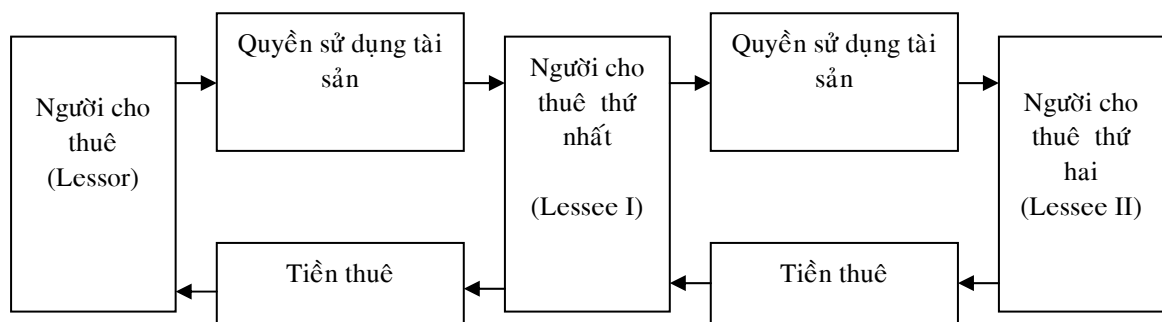 Người cho
thuê
(Lessor)
Quyền sử dụng tài
sản
Người cho
thuê thứ
nhất
(Lessee I)
Quyền sử dụng tài
sản
Người cho
thuê thứ
hai
(Lessee II)
Tiền thuê
Tiền thuê